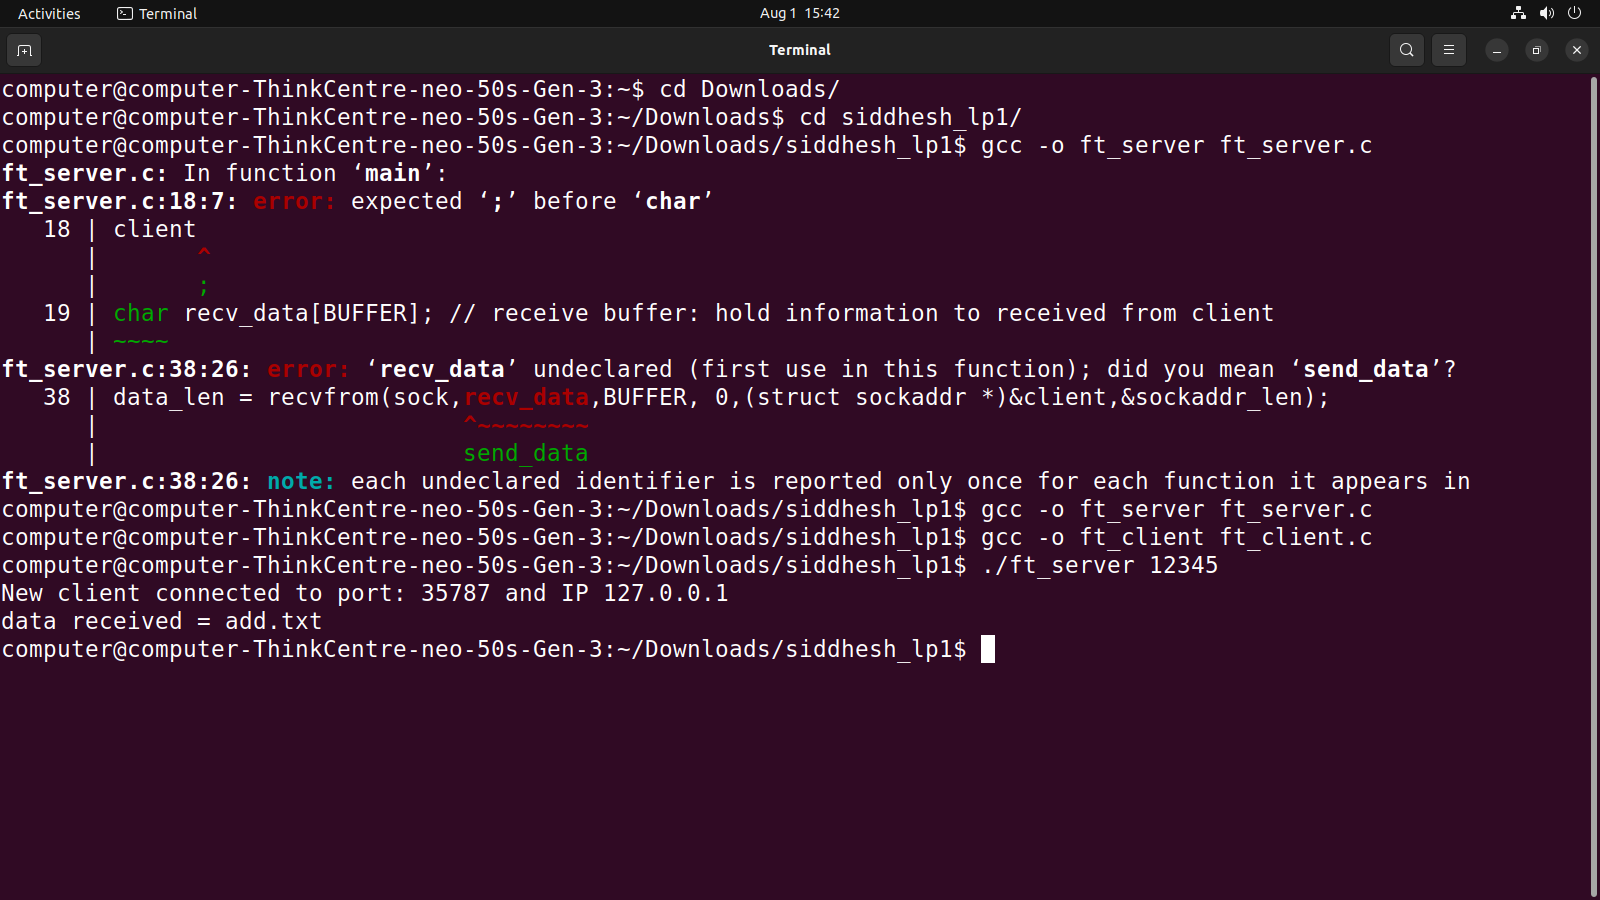 Activities
Terminal
Aug 1 15:42
Terminal
computer@computer-ThinkCentre-neo-50s-Gen-3:~$ cd Downloads/
computer@computer-ThinkCentre-neo-50s-Gen-3:~/Downloads$ cd siddhesh_lp1/
computer@computer-ThinkCentre-neo-50s-Gen-3:~/Downloads/siddhesh_lp1$ gcc -o ft_server ft_server.c
ft_server.c: In function ‘main’:
ft_server.c:18:7: error: expected ‘;’ before ‘char’
   18 | client
      |       ^
      |       ;
   19 | char recv_data[BUFFER]; // receive buffer: hold information to received from client
      | ~~~~
ft_server.c:38:26: error: ‘recv_data’ undeclared (first use in this function); did you mean ‘send_data’?
   38 | data_len = recvfrom(sock,recv_data,BUFFER, 0,(struct sockaddr *)&client,&sockaddr_len);
      |                          ^~~~~~~~~
      |                          send_data
ft_server.c:38:26: note: each undeclared identifier is reported only once for each function it appears in
computer@computer-ThinkCentre-neo-50s-Gen-3:~/Downloads/siddhesh_lp1$ gcc -o ft_server ft_server.c
computer@computer-ThinkCentre-neo-50s-Gen-3:~/Downloads/siddhesh_lp1$ gcc -o ft_client ft_client.c
computer@computer-ThinkCentre-neo-50s-Gen-3:~/Downloads/siddhesh_lp1$ ./ft_server 12345
New client connected to port: 35787 and IP 127.0.0.1
data received = add.txt
computer@computer-ThinkCentre-neo-50s-Gen-3:~/Downloads/siddhesh_lp1$